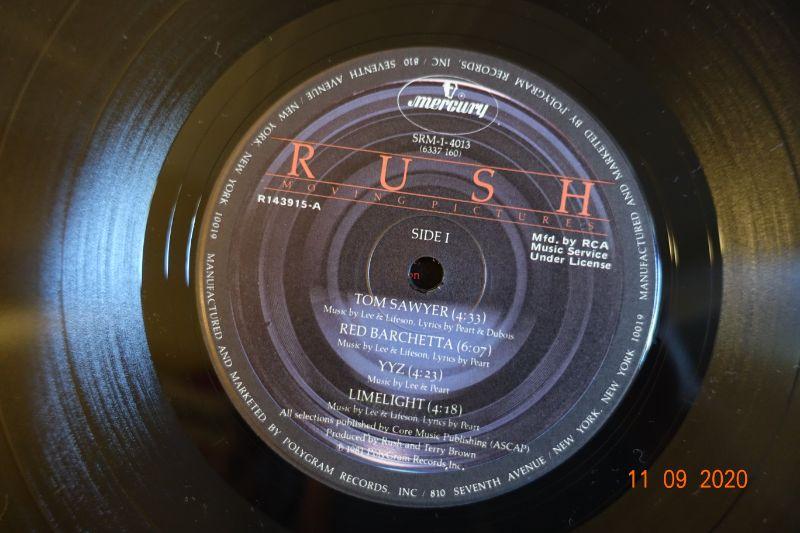 mercury
SRM-1-4013
(6337 160)
RUSH
MOVING PICTURES
R143915-A
SIDE I
Mfd. by RCA
Music Service
Under License
TOM SAWYER (4:33)
Music by Lee & Lifeson, Lyrics by Peart & Dubois
RED BARCHETTA (6:07)
Music by Lee & Lifeson, Lyrics by Peart
YYZ (4:23)
Music by Lee & Peart
LIMELIGHT (4:18)
Music by Lee & Lifeson, Lyrics by Peart
All selections published by Core Music Publishing (ASCAP)
Produced by Rush and Terry Brown
℗ 1981 PolyGram Records, Inc.
MANUFACTURED AND MARKETED BY POLYGRAM RECORDS, INC / 810 SEVENTH AVENUE / NEW YORK, NEW YORK 10019
MANUFACTURED AND MARKETED BY POLYGRAM RECORDS, INC / 810 SEVENTH AVENUE / NEW YORK, NEW YORK 10019
11 09 2020